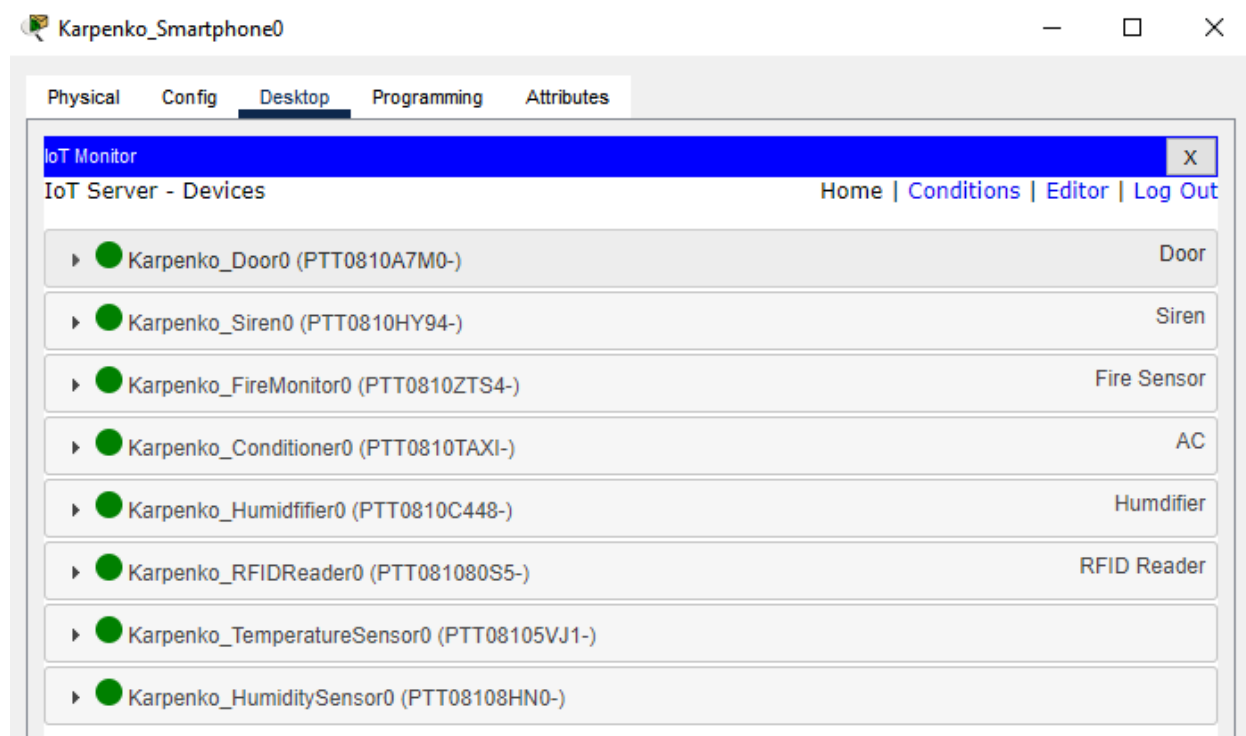 Karpenko_Smartphone0
Physical Config Desktop Programming Attributes
IoT Monitor X
IoT Server - Devices Home | Conditions | Editor | Log Out
Karpenko_Door0 (PTT0810A7M0-) Door
Karpenko_Siren0 (PTT0810HY94-) Siren
Karpenko_FireMonitor0 (PTT0810ZTS4-) Fire Sensor
Karpenko_Conditioner0 (PTT0810TAXI-) AC
Karpenko_Humidfifier0 (PTT0810C448-) Humdifier
Karpenko_RFIDReader0 (PTT081080S5-) RFID Reader
Karpenko_TemperatureSensor0 (PTT08105VJ1-)
Karpenko_HumiditySensor0 (PTT08108HN0-)